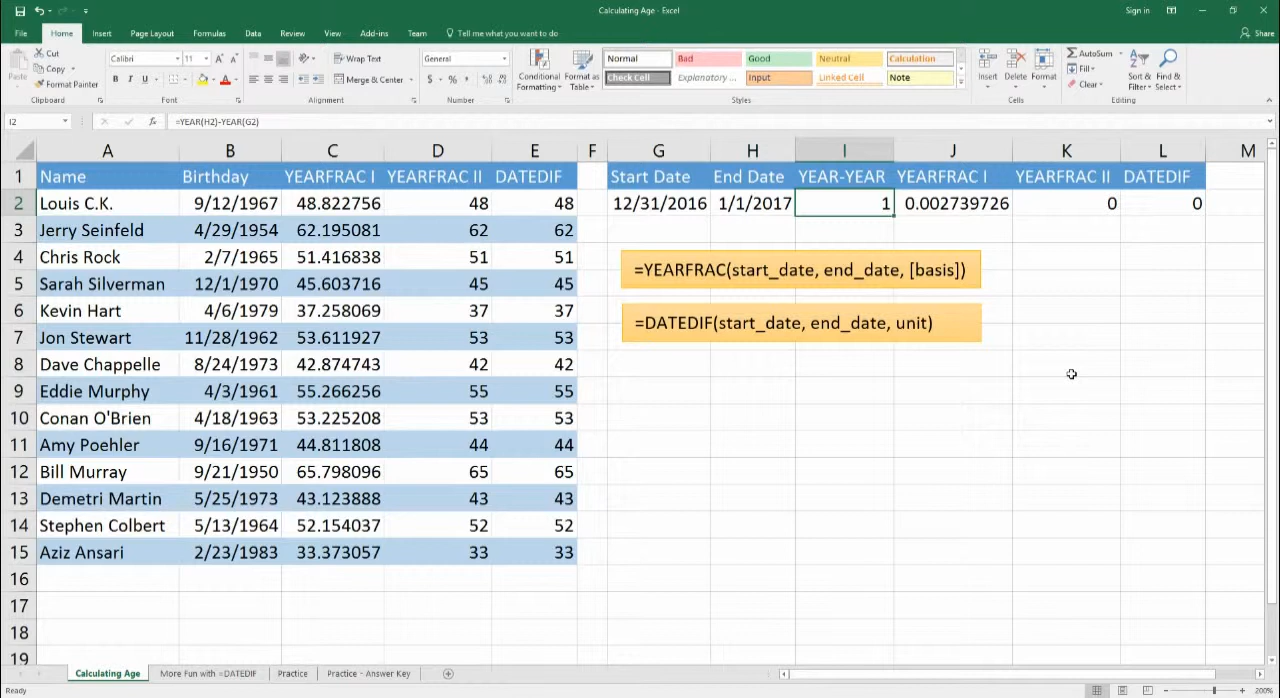 Calculating Age - Excel
Sign in
File Home Insert Page Layout Formulas Data Review View Add-ins Team Tell me what you want to do Share
Paste
Cut
Copy
Format Painter
Clipboard
Calibri 11
B I U
Font
Wrap Text
Merge & Center
Alignment
General
$ % ,
Number
Conditional Formatting
Format as Table
Normal Bad Good Neutral Calculation
Check Cell Explanatory ... Input Linked Cell Note
Styles
Insert Delete Format
Cells
AutoSum
Fill
Clear
Sort & Filter
Find & Select
Editing
I2 fx =YEAR(H2)-YEAR(G2)
A B C D E F G H I J K L M
1 Name Birthday YEARFRAC I YEARFRAC II DATEDIF Start Date End Date YEAR-YEAR YEARFRAC I YEARFRAC II DATEDIF
2 Louis C.K. 9/12/1967 48.822756 48 48 12/31/2016 1/1/2017 1 0.002739726 0 0
3 Jerry Seinfeld 4/29/1954 62.195081 62 62
4 Chris Rock 2/7/1965 51.416838 51 51
=YEARFRAC(start_date, end_date, [basis])
5 Sarah Silverman 12/1/1970 45.603716 45 45
6 Kevin Hart 4/6/1979 37.258069 37 37
=DATEDIF(start_date, end_date, unit)
7 Jon Stewart 11/28/1962 53.611927 53 53
8 Dave Chappelle 8/24/1973 42.874743 42 42
9 Eddie Murphy 4/3/1961 55.266256 55 55
10 Conan O'Brien 4/18/1963 53.225208 53 53
11 Amy Poehler 9/16/1971 44.811808 44 44
12 Bill Murray 9/21/1950 65.798096 65 65
13 Demetri Martin 5/25/1973 43.123888 43 43
14 Stephen Colbert 5/13/1964 52.154037 52 52
15 Aziz Ansari 2/23/1983 33.373057 33 33
16
17
18
19
Calculating Age More Fun with =DATEDIF Practice Practice - Answer Key
Ready
200%